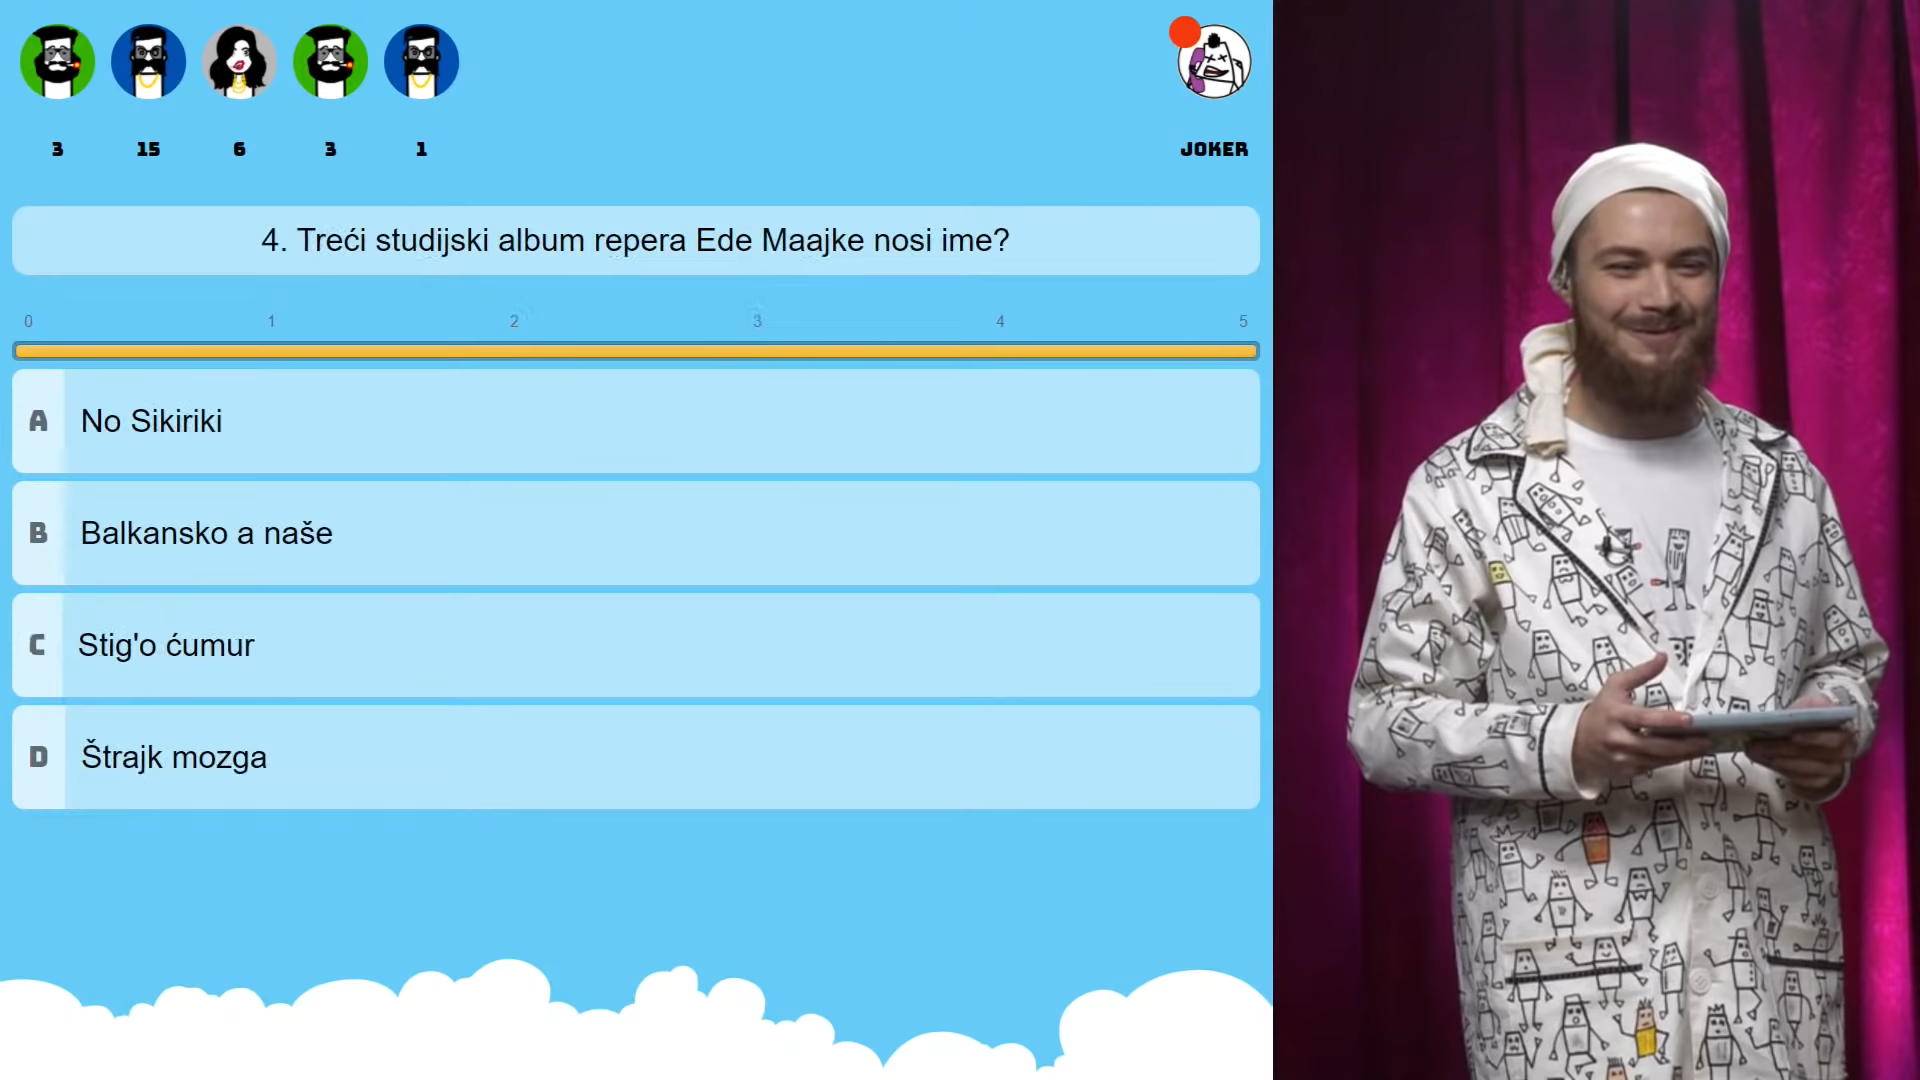 3 15 6 3 1 JOKER
4. Treći studijski album repera Ede Maajke nosi ime?
0 1 2 3 4 5
A No Sikiriki
B Balkansko a naše
C Stig'o ćumur
D Štrajk mozga